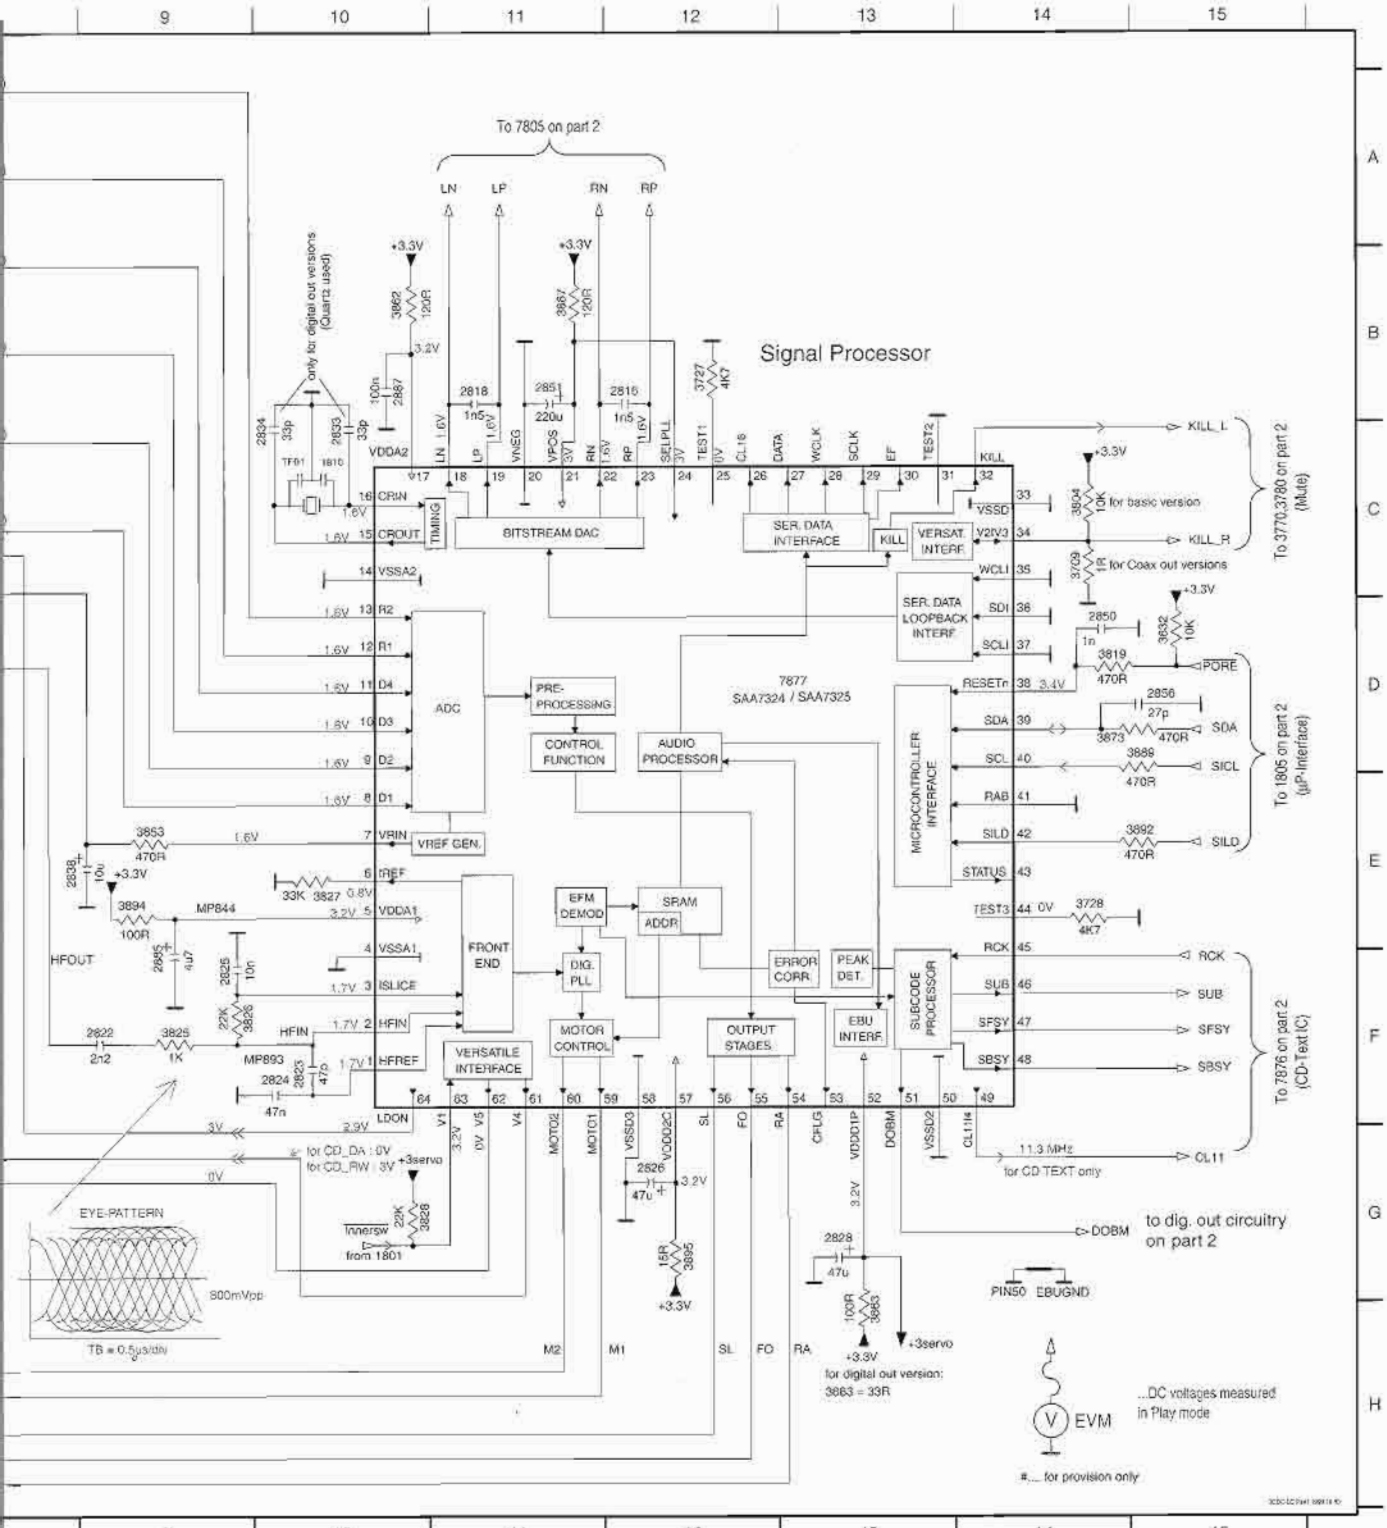 9 10 11 12 13 14 15
A
B
C
D
E
F
G
H
To 7805 on part 2
LN LP RN RP
+3.3V
+3.3V
only for digital out versions
(Quartz used)
3862
120R
3.2V
100n
2887
2818
1n5
2851
220u
2816
1n5
3727
4K7
Signal Processor
2834
33p
2833
33p
VDDA2
LN 1.6V
LP 1.6V
VNEG
VPOS 3V
RN 1.6V
RP 1.6V
SELPLL 3V
TEST1 0V
CL16
DATA
WCLK
SCLK
EF
TEST2
KILL
18 19 20 21 22 23 24 25 26 27 28 29 30 31 32
16 CRIN
1.6V
15 CROUT
1.6V
14 VSSA2
TIMING
BITSTREAM DAC
SER. DATA
INTERFACE
KILL
VERSAT.
INTERF.
33
VSSD
V2/V3 34
WCLI 35
SDI 36
SCLI 37
SER. DATA
LOOPBACK
INTERF.
KILL_L
+3.3V
3804
10K
for basic version
KILL_R
3709
1R
for Coax out versions
To 3770,3780 on part 2
(Mute)
1.6V 13 R2
1.6V 12 R1
1.6V 11 D4
1.6V 10 D3
1.6V 9 D2
1.6V 8 D1
ADC
PRE-
PROCESSING
CONTROL
FUNCTION
AUDIO
PROCESSOR
7877
SAA7324 / SAA7325
MICROCONTROLLER
INTERFACE
RESETn 38 3.4V
SDA 39
SCL 40
RAB 41
SILD 42
STATUS 43
TEST3 44 0V
2850
1n
+3.3V
3632
10K
3819
470R
PORE
2856
27p
3873 470R
SDA
3889
470R
SICL
3892
470R
SILD
3728
4K7
To 1805 on part 2
(µP-Interface)
3853
470R
1.6V
7 VRIN
VREF GEN.
2838
10u
+3.3V
33K 3827 0.8V
6 IREF
3894
100R
MP844
3.2V 5 VDDA1
4 VSSA1
2885
4u7
HFOUT
2825
10n
1.7V 3 ISLICE
22K
3826
HFIN
1.7V 2 HFIN
2822
2n2
3825
1K
MP893
1.7V 1 HFREF
2823
47p
2824
47n
FRONT
END
EFM
DEMOD
SRAM
ADDR
DIG.
PLL
MOTOR
CONTROL
VERSATILE
INTERFACE
OUTPUT
STAGES
ERROR
CORR.
PEAK
DET.
EBU
INTERF.
SUBCODE
PROCESSOR
RCK 45
SUB 46
SFSY 47
SBSY 48
RCK
SUB
SFSY
SBSY
To 7876 on part 2
(CD-Text IC)
64 63 62 61 60 59 58 57 56 55 54 53 52 51 50 49
LDON
V1
3.2V
V5
0V
V4
MOTO2
MOTO1
VSSD3
VDDD2C
SL
FO
RA
CFLG
VDDD1P
DOBM
VSSD2
CL11/4
3V
2.9V
for CD_DA : 0V
for CD_RW : 3V
+3servo
0V
22K
3828
Innersw
from 1801
2826
47u
3.2V
3895
+3.3V
11.3 MHz
for CD TEXT only
CL11
3.2V
DOBM
to dig. out circuitry
on part 2
2828
47u
100R
3863
+3.3V
+3servo
for digital out version:
3863 = 33R
PIN50 EBUGND
EYE-PATTERN
800mVpp
TB = 0.5µs/div
M2 M1 SL FO RA
V
EVM
...DC voltages measured
in Play mode
#.... for provision only